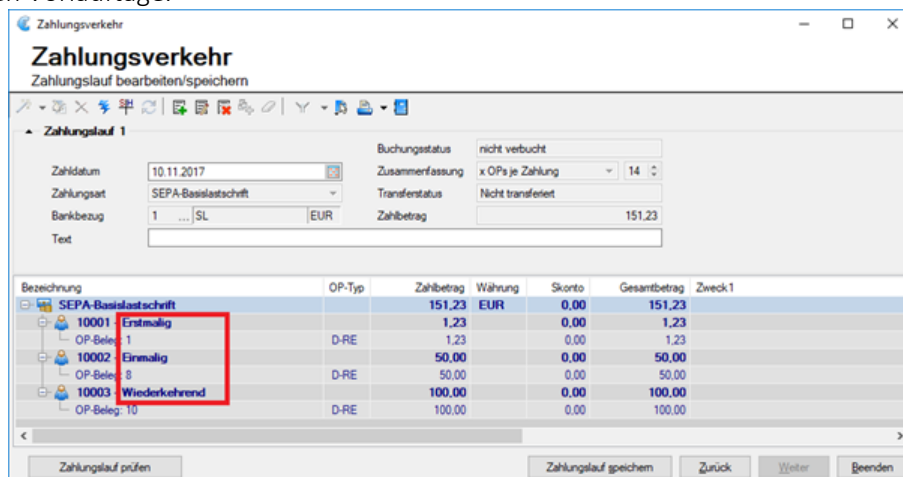 Zahlungsverkehr
Zahlungsverkehr
Zahlungslauf bearbeiten/speichern
Zahlungslauf 1
Buchungsstatus nicht verbucht
Zahldatum 10.11.2017 Zusammenfassung x OPs je Zahlung 14
Zahlungsart SEPA-Basislastschrift Transferstatus Nicht transferiert
Bankbezug 1 ... SL EUR Zahlbetrag 151,23
Text
Bezeichnung OP-Typ Zahlbetrag Währung Skonto Gesamtbetrag Zweck1
SEPA-Basislastschrift 151,23 EUR 0,00 151,23
10001 - Erstmalig 1,23 0,00 1,23
OP-Beleg: 1 D-RE 1,23 0,00 1,23
10002 - Einmalig 50,00 0,00 50,00
OP-Beleg: 8 D-RE 50,00 0,00 50,00
10003 - Wiederkehrend 100,00 0,00 100,00
OP-Beleg: 10 D-RE 100,00 0,00 100,00
Zahlungslauf prüfen Zahlungslauf speichern Zurück Weiter Beenden